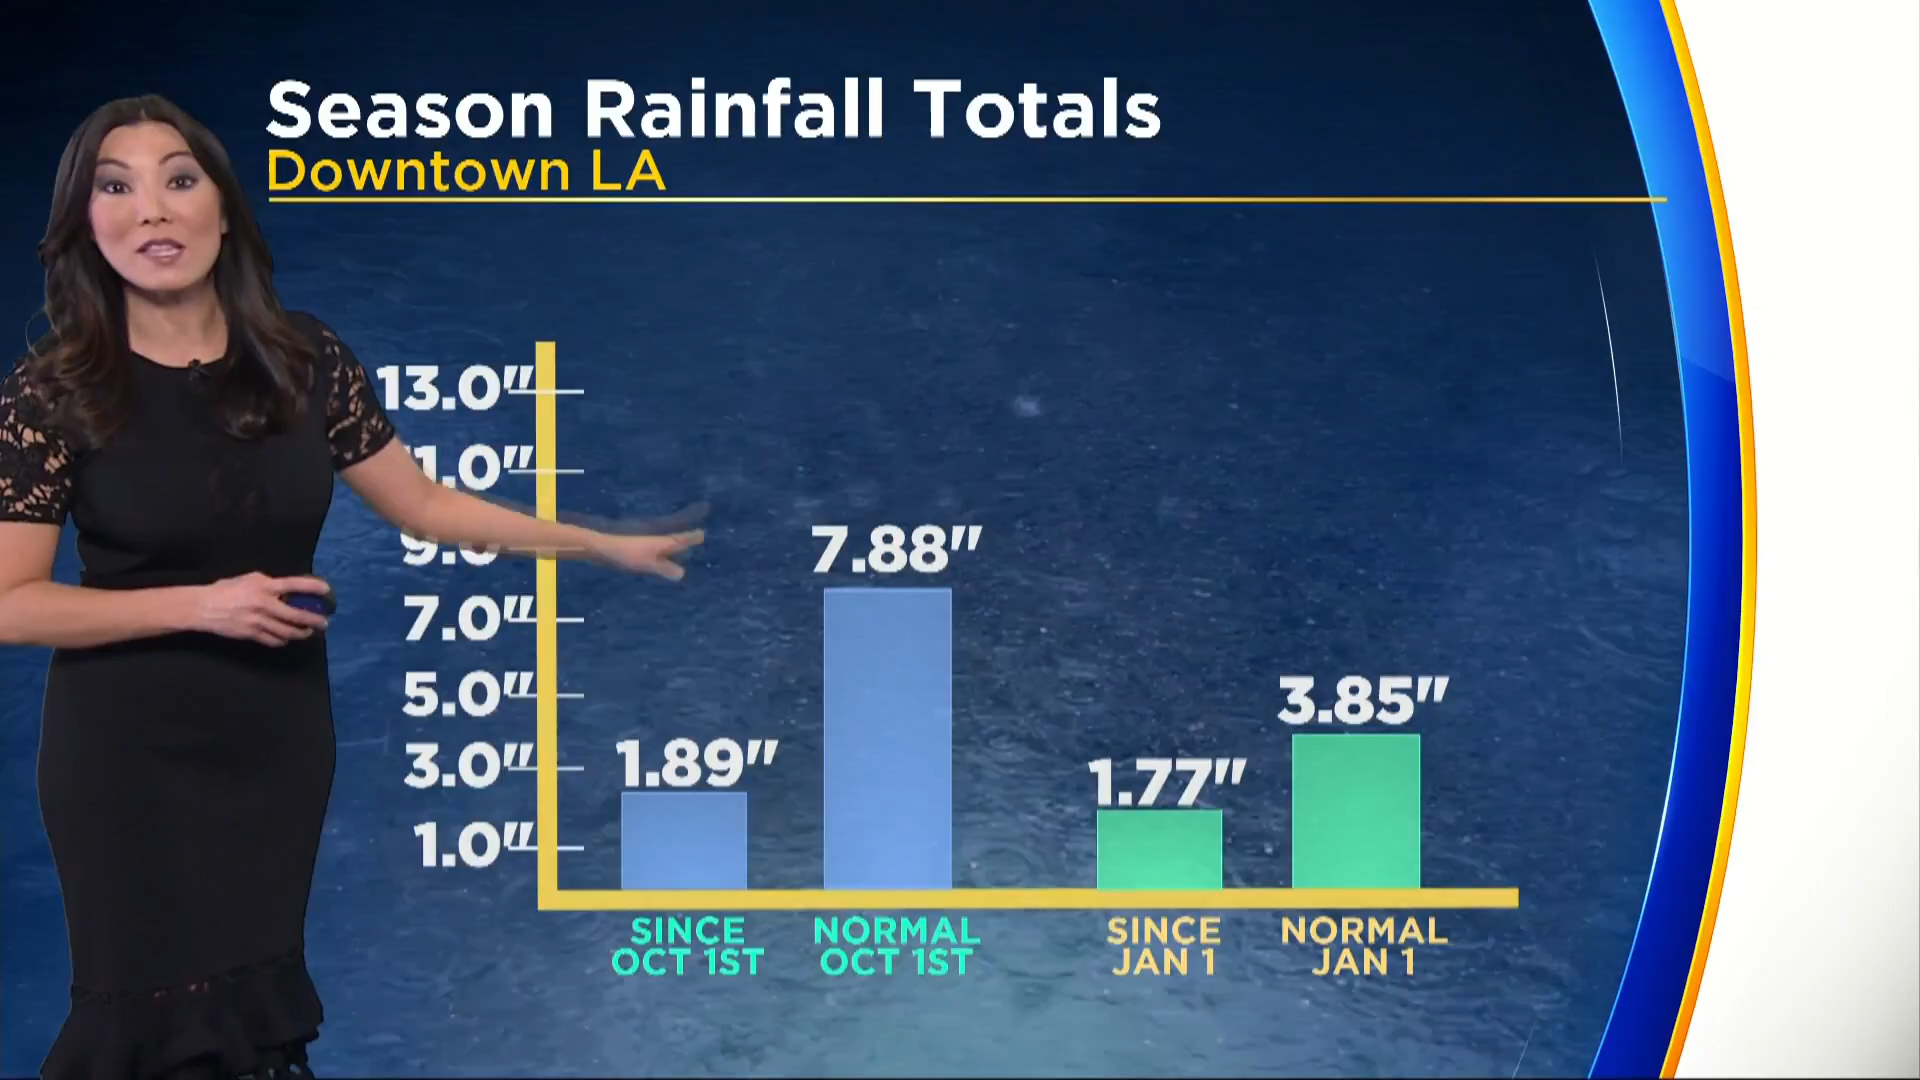 Season Rainfall Totals
Downtown LA
13.0"
7.0"
5.0"
3.0"
1.0"
1.89"
7.88"
1.77"
3.85"
SINCE
OCT 1ST
NORMAL
OCT 1ST
SINCE
JAN 1
NORMAL
JAN 1